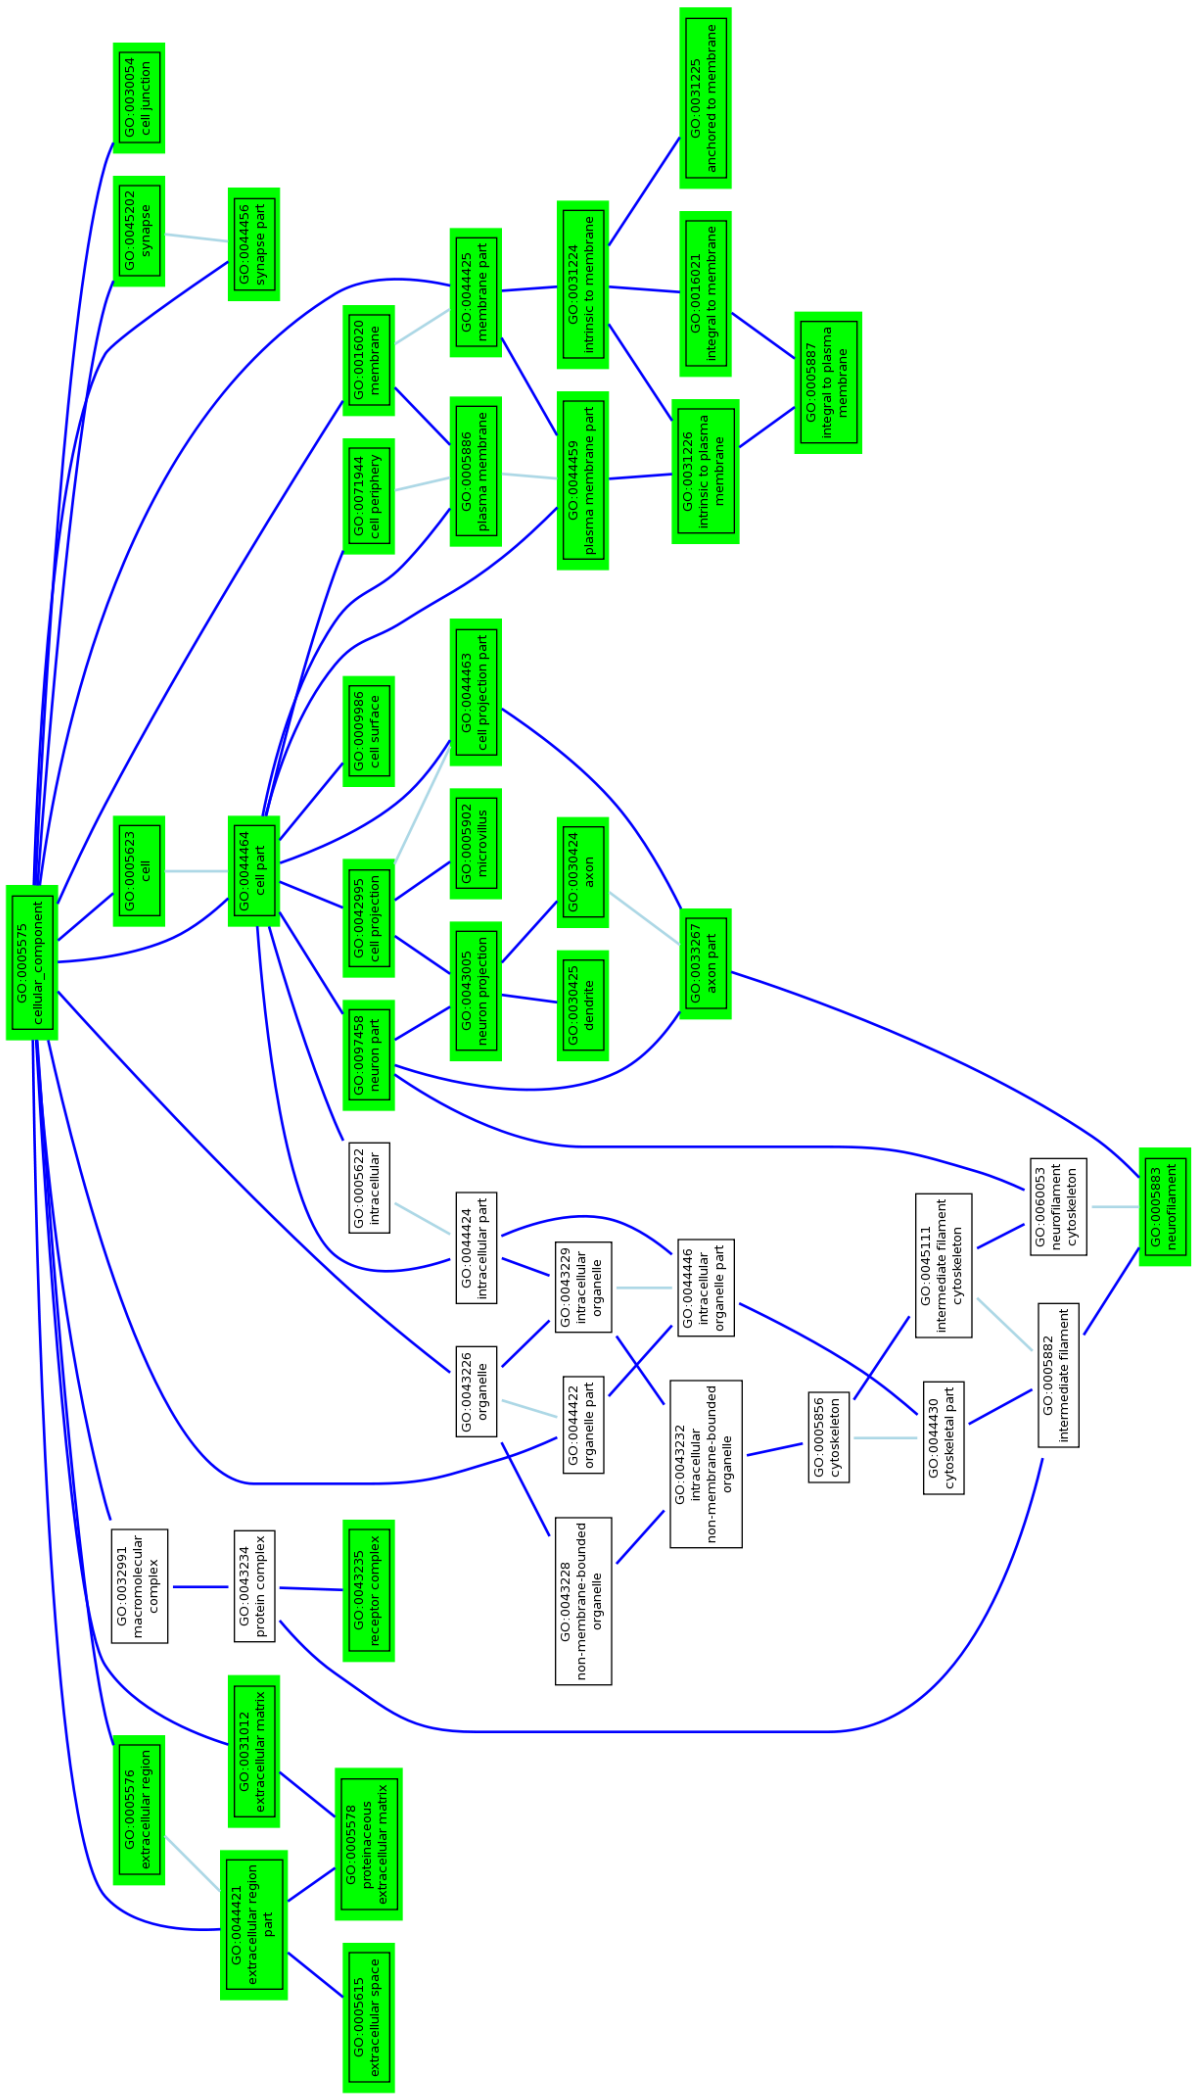 GO:0005575
cellular_component
GO:0030054
cell junction
GO:0045202
synapse
GO:0005623
cell
GO:0032991
macromolecular
complex
GO:0005576
extracellular region
GO:0044456
synapse part
GO:0044464
cell part
GO:0043234
protein complex
GO:0031012
extracellular matrix
GO:0044421
extracellular region
part
GO:0016020
membrane
GO:0071944
cell periphery
GO:0009986
cell surface
GO:0042995
cell projection
GO:0097458
neuron part
GO:0005622
intracellular
GO:0043235
receptor complex
GO:0005578
proteinaceous
extracellular matrix
GO:0005615
extracellular space
GO:0044425
membrane part
GO:0005886
plasma membrane
GO:0044463
cell projection part
GO:0005902
microvillus
GO:0043005
neuron projection
GO:0044424
intracellular part
GO:0043226
organelle
GO:0031224
intrinsic to membrane
GO:0044459
plasma membrane part
GO:0030424
axon
GO:0030425
dendrite
GO:0043229
intracellular
organelle
GO:0044422
organelle part
GO:0043228
non-membrane-bounded
organelle
GO:0031225
anchored to membrane
GO:0016021
integral to membrane
GO:0031226
intrinsic to plasma
membrane
GO:0033267
axon part
GO:0044446
intracellular
organelle part
GO:0043232
intracellular
non-membrane-bounded
organelle
GO:0005887
integral to plasma
membrane
GO:0005856
cytoskeleton
GO:0045111
intermediate filament
cytoskeleton
GO:0044430
cytoskeletal part
GO:0060053
neurofilament
cytoskeleton
GO:0005882
intermediate filament
GO:0005883
neurofilament